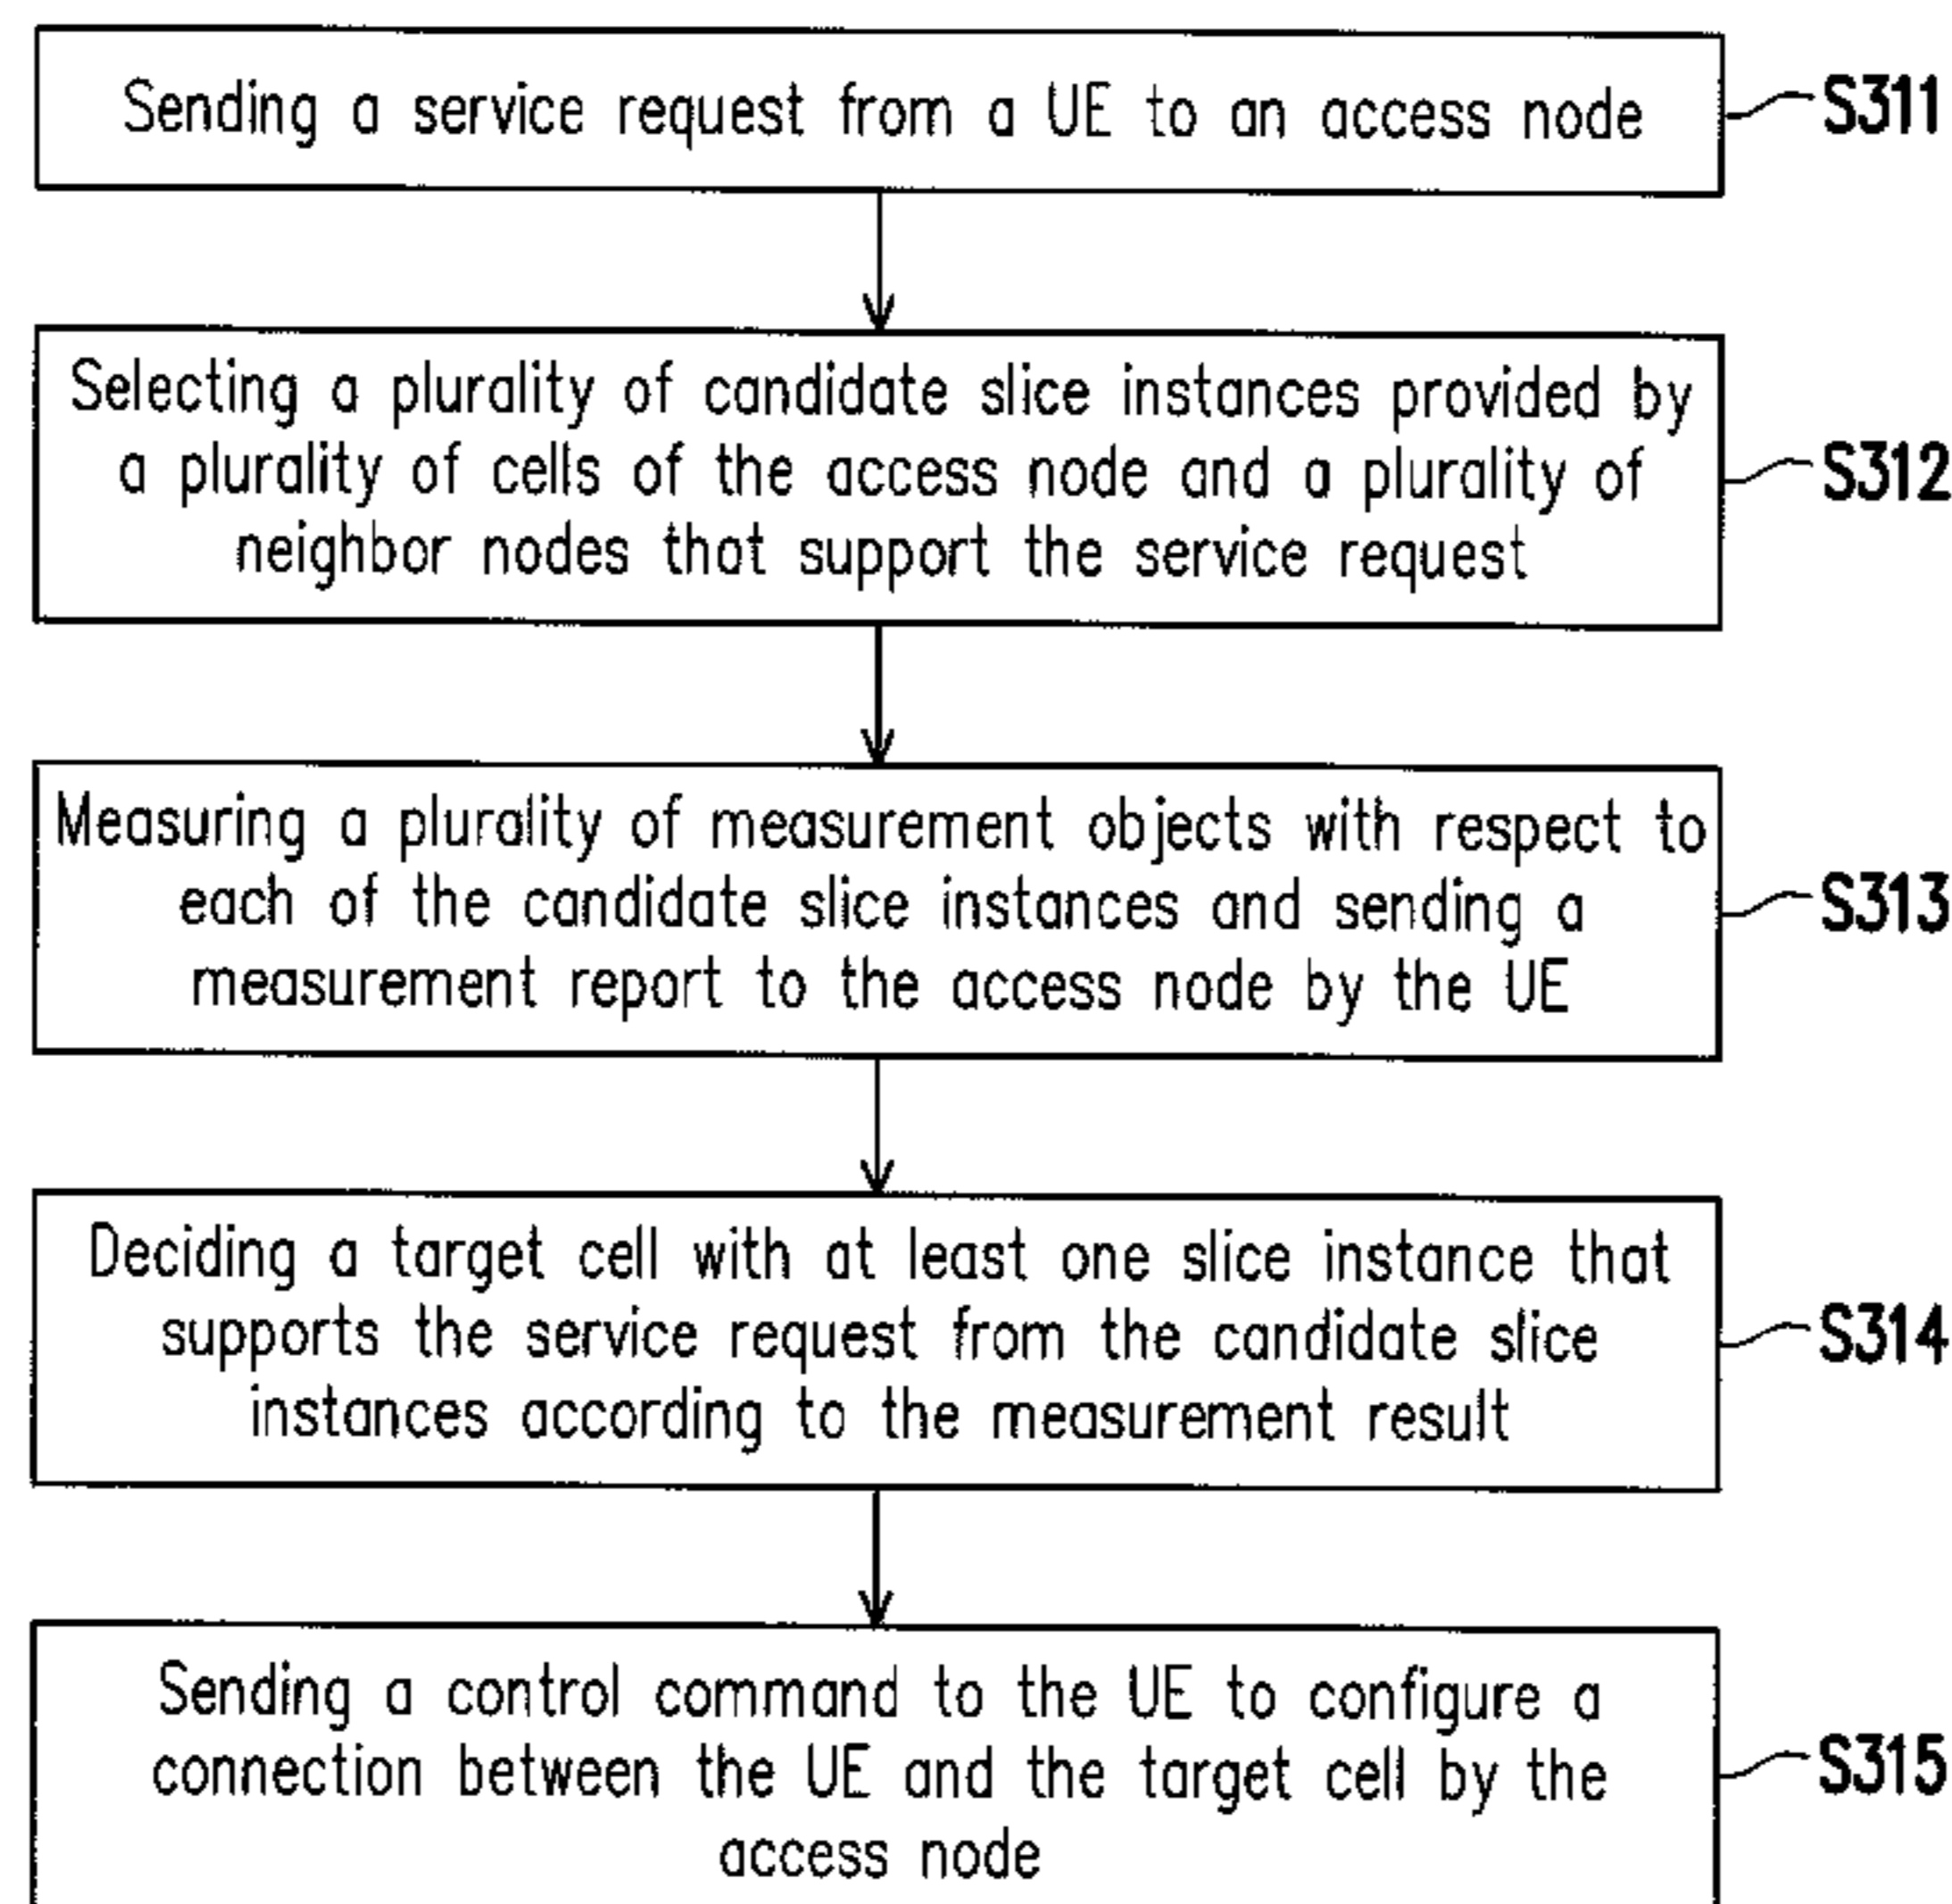 Sending a service request from a UE to an access node
S311
Selecting a plurality of candidate slice instances provided by
a plurality of cells of the access node and a plurality of
neighbor nodes that support the service request
S312
Measuring a plurality of measurement objects with respect to
each of the candidate slice instances and sending a
measurement report to the access node by the UE
S313
Deciding a target cell with at least one slice instance that
supports the service request from the candidate slice
instances according to the measurement result
S314
Sending a control command to the UE to configure a
connection between the UE and the target cell by the
access node
S315